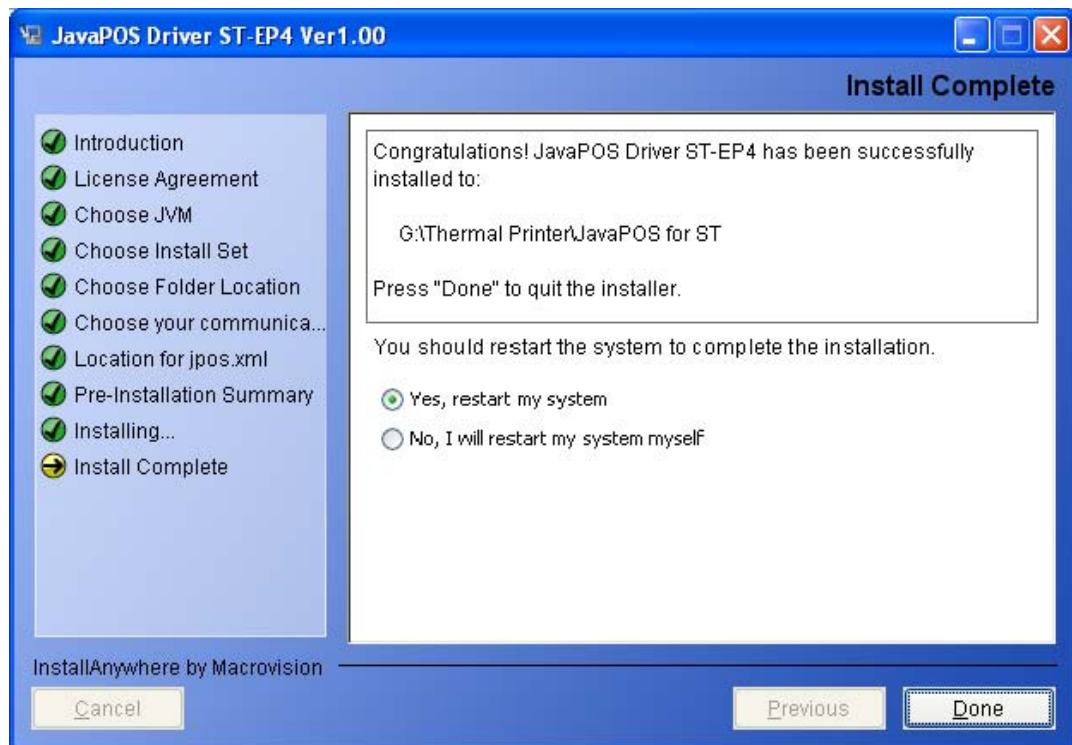 JavaPOS Driver ST-EP4 Ver1.00
Install Complete
Introduction
License Agreement
Choose JVM
Choose Install Set
Choose Folder Location
Choose your communica...
Location for jpos.xml
Pre-Installation Summary
Installing...
Install Complete
Congratulations! JavaPOS Driver ST-EP4 has been successfully
installed to:
G:\Thermal Printer\JavaPOS for ST
Press "Done" to quit the installer.
You should restart the system to complete the installation.
Yes, restart my system
No, I will restart my system myself
InstallAnywhere by Macrovision
Cancel
Previous
Done